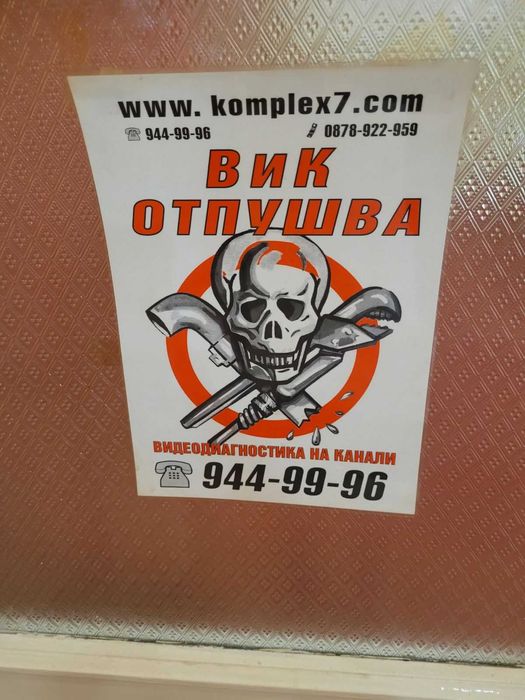 www. komplex7.com
944-99-96 0878-922-959
ВиК
ОТПУШВА
ВИДЕОДИАГНОСТИКА НА КАНАЛИ
944-99-96